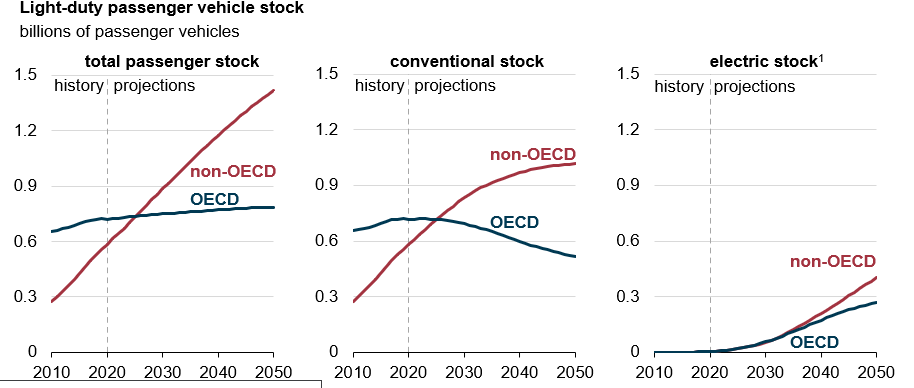 Light-duty passenger vehicle stock
billions of passenger vehicles
total passenger stock
1.5
history projections
1.2
non-OECD
0.9
OECD
0.6
0.3
0
2010 2020 2030 2040 2050
conventional stock
1.5
history projections
1.2
non-OECD
0.9
OECD
0.6
0.3
0
2010 2020 2030 2040 2050
electric stock¹
1.5
history projections
1.2
0.9
0.6
non-OECD
0.3
OECD
0
2010 2020 2030 2040 2050